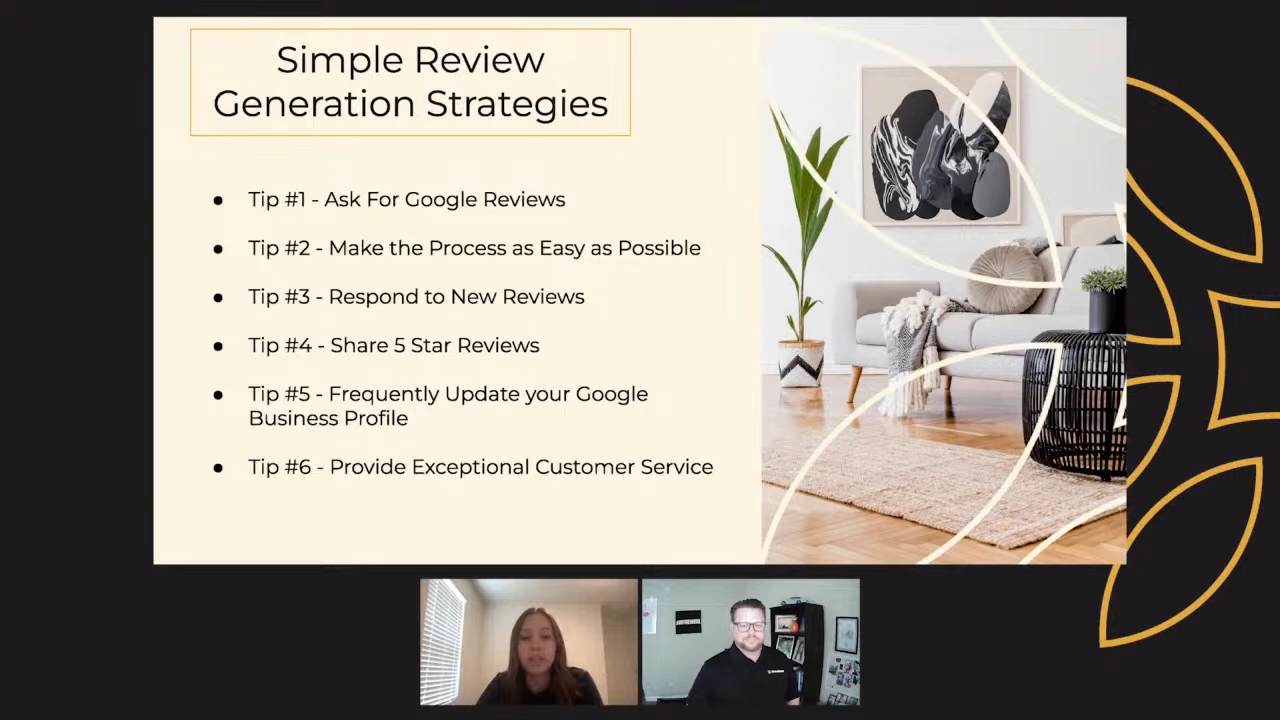 Simple Review
Generation Strategies
● Tip #1 - Ask For Google Reviews
● Tip #2 - Make the Process as Easy as Possible
● Tip #3 - Respond to New Reviews
● Tip #4 - Share 5 Star Reviews
● Tip #5 - Frequently Update your Google
Business Profile
● Tip #6 - Provide Exceptional Customer Service